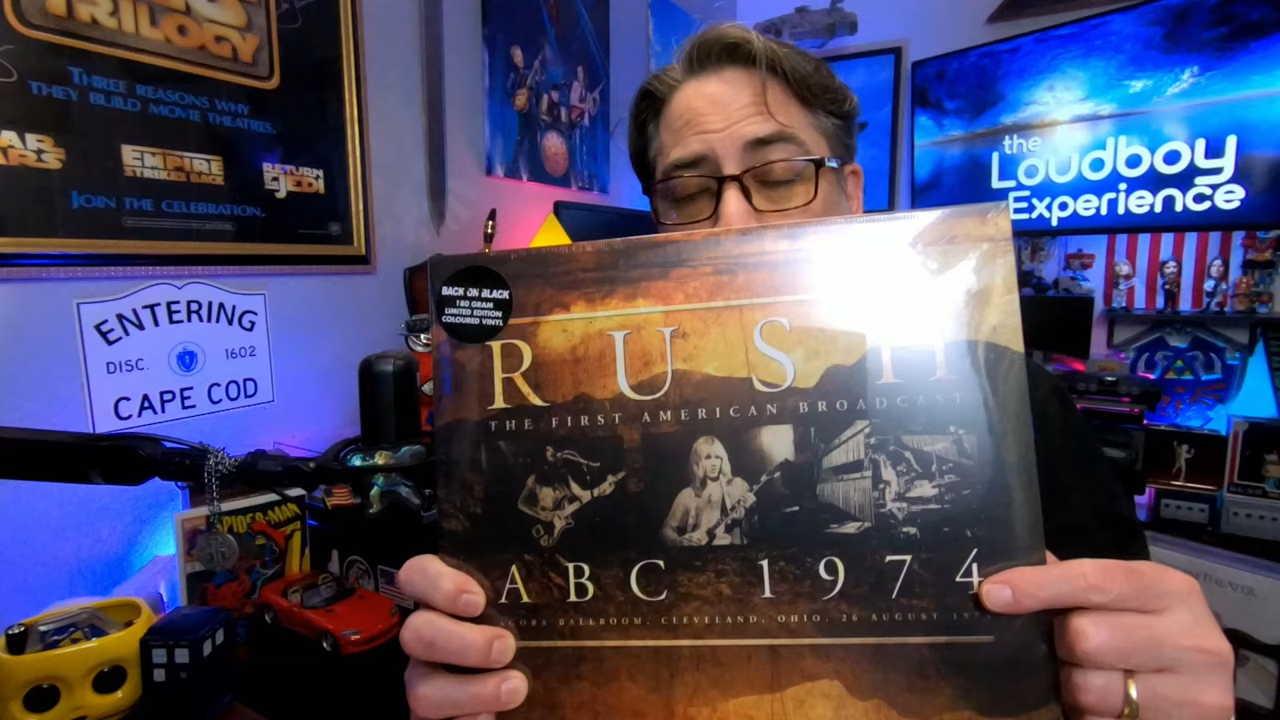 TRILOGY
THREE REASONS WHY
THEY BUILD MOVIE THEATRES.
EMPIRE
STRIKES BACK
RETURN
JEDI
JOIN THE CELEBRATION.
ENTERING
DISC. 1602
CAPE COD
SPIDER-MAN
BACK ON BLACK
180 GRAM
LIMITED EDITION
COLOURED VINYL
RUSH
THE FIRST AMERICAN BROADCAST
ABC 1974
AGORA BALLROOM, CLEVELAND, OHIO, 26 AUGUST
the
Loudboy
Experience